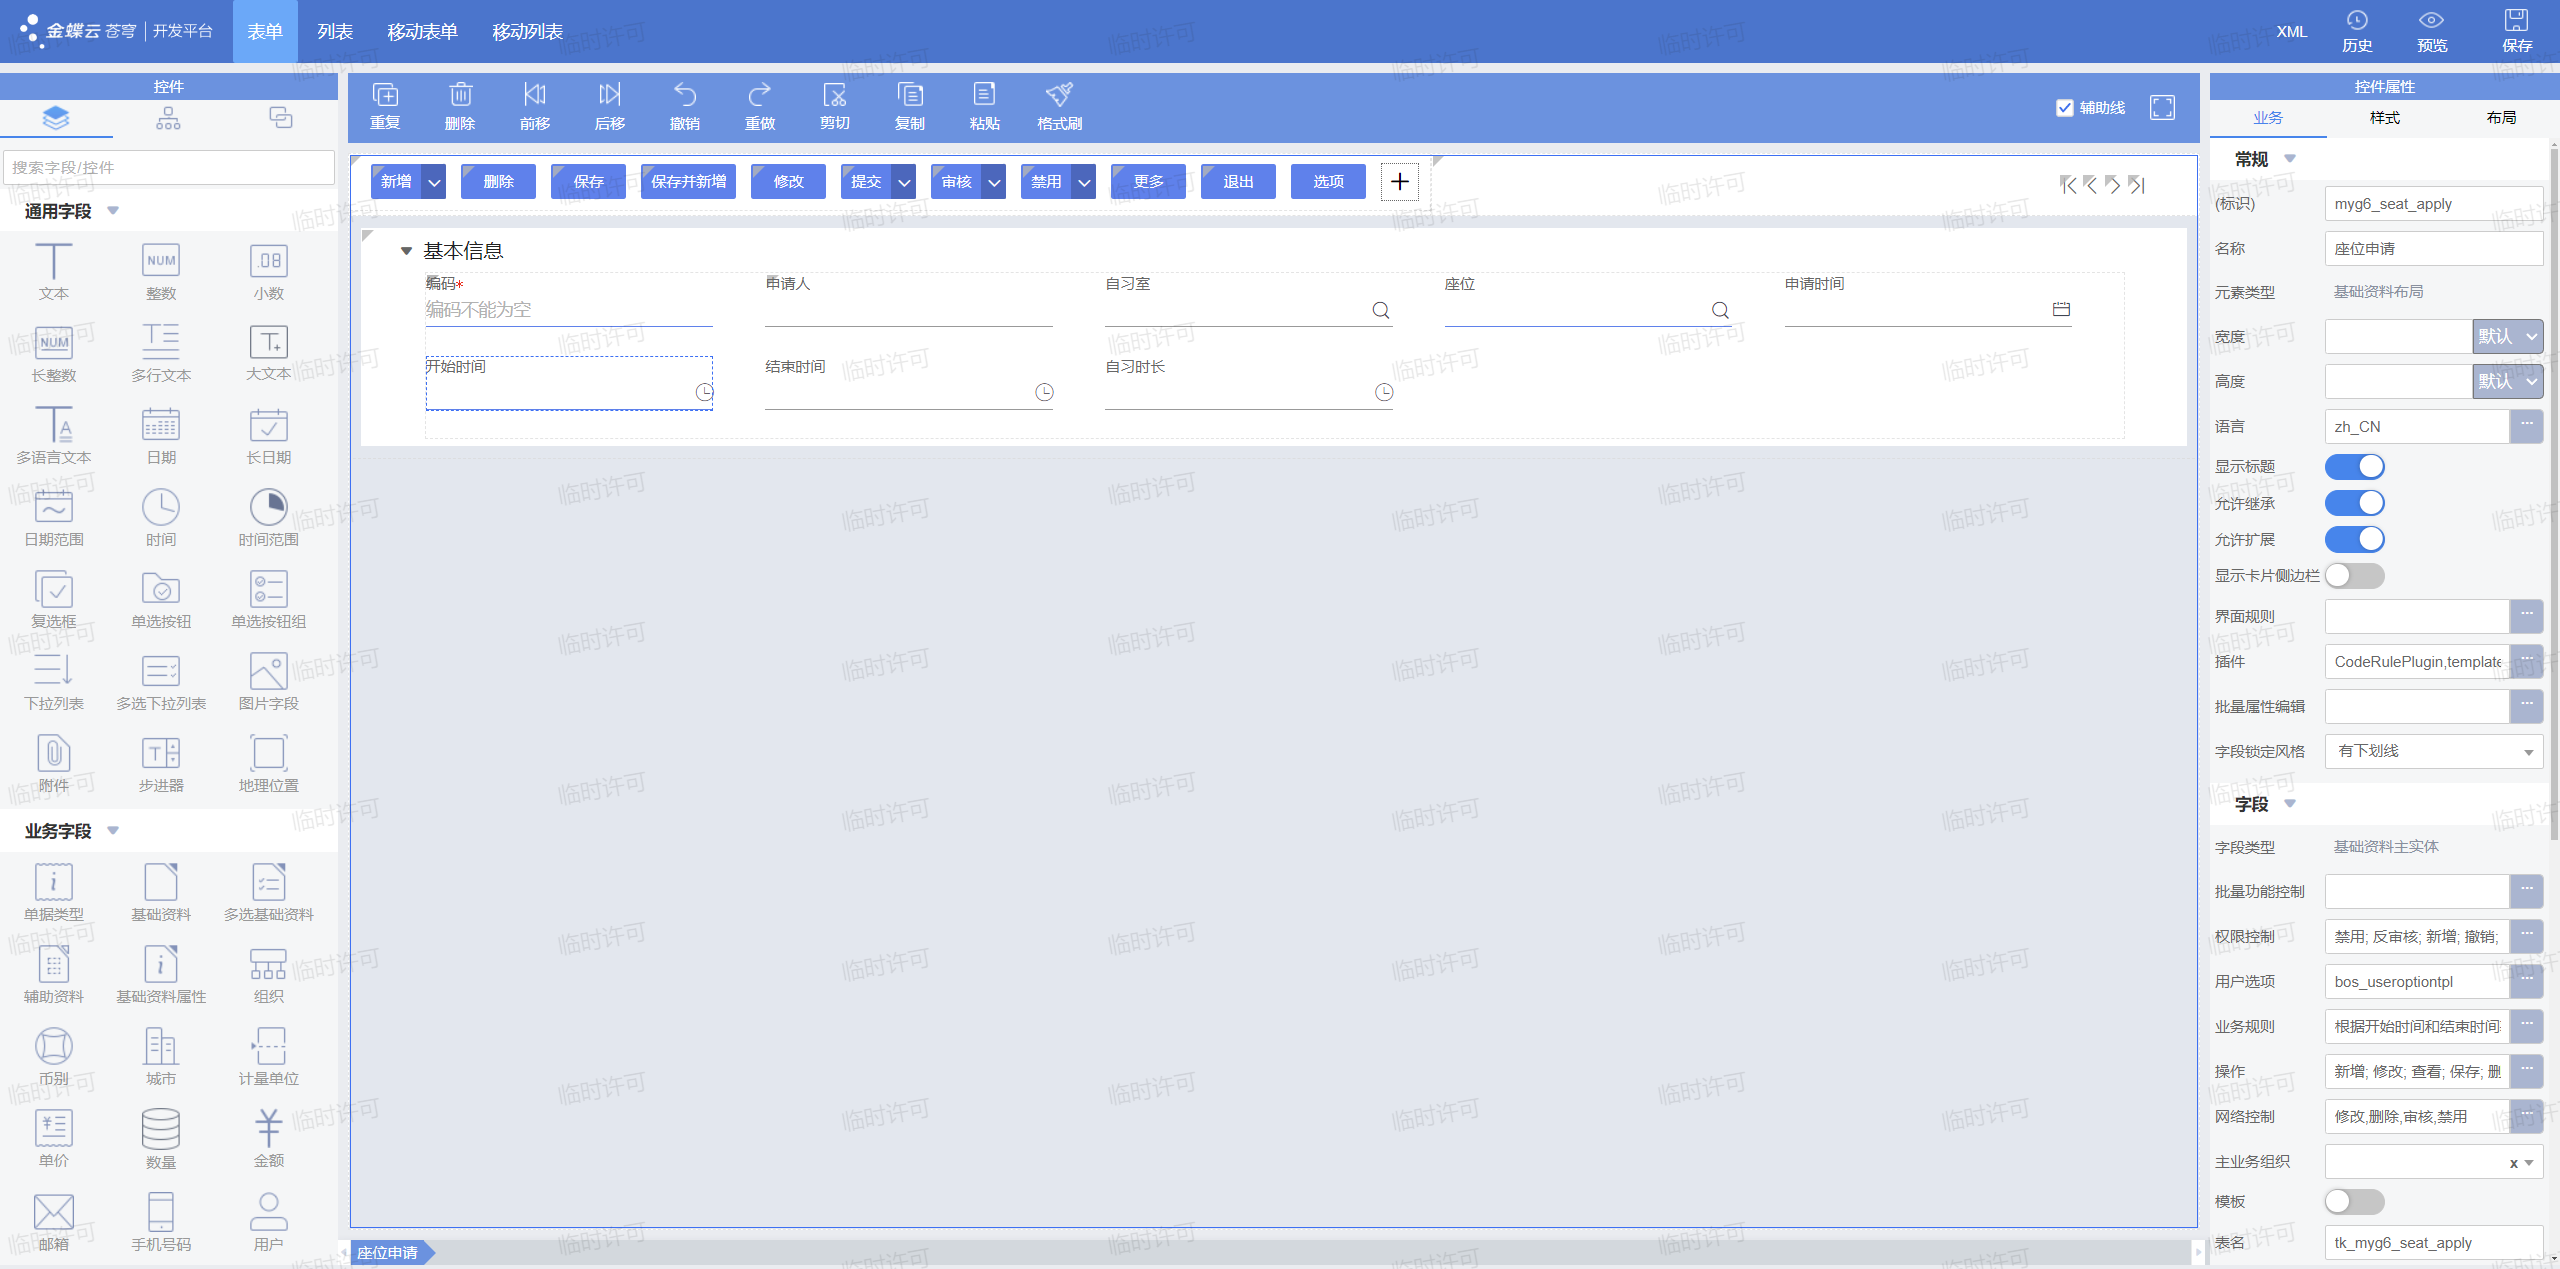 金蝶云 苍穹 开发平台
表单 列表 移动表单 移动列表
XML 历史 预览 保存
控件
搜索字段/控件
通用字段
文本 整数 小数
长整数 多行文本 大文本
多语言文本 日期 长日期
日期范围 时间 时间范围
复选框 单选按钮 单选按钮组
下拉列表 多选下拉列表 图片字段
附件 步进器 地理位置
业务字段
单据类型 基础资料 多选基础资料
辅助资料 基础资料属性 组织
币别 城市 计量单位
单价 数量 金额
邮箱 手机号码 用户
重复 删除 前移 后移 撤销 重做 剪切 复制 粘贴 格式刷
辅助线
新增 删除 保存 保存并新增 修改 提交 审核 禁用 更多 退出 选项
基本信息
编码* 申请人 自习室 座位 申请时间
编码不能为空
开始时间 结束时间 自习时长
座位申请
控件属性
业务 样式 布局
常规
(标识) myg6_seat_apply
名称 座位申请
元素类型 基础资料布局
宽度 默认
高度 默认
语言 zh_CN
显示标题
允许继承
允许扩展
显示卡片侧边栏
界面规则
插件 CodeRulePlugin,template
批量属性编辑
字段锁定风格 有下划线
字段
字段类型 基础资料主实体
批量功能控制
权限控制 禁用; 反审核; 新增; 撤销;
用户选项 bos_useroptiontpl
业务规则 根据开始时间和结束时间
操作 新增; 修改; 查看; 保存; 删
网络控制 修改,删除,审核,禁用
主业务组织 x
模板
表名 tk_myg6_seat_apply
临时许可